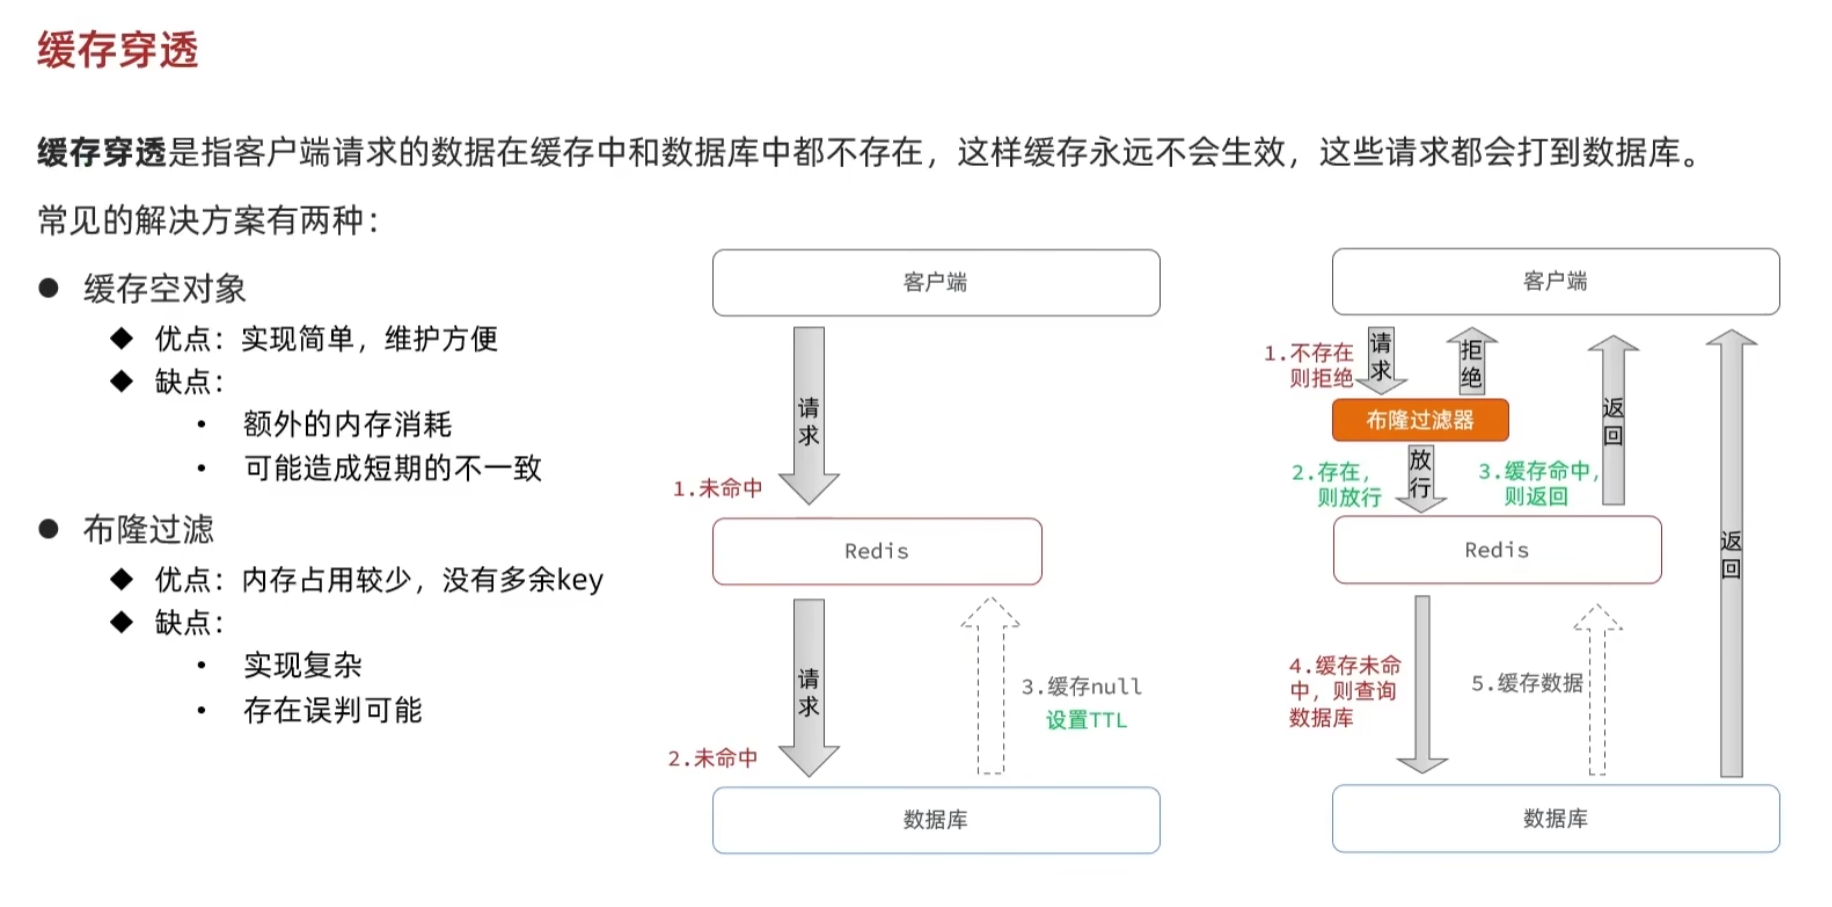 缓存穿透
缓存穿透是指客户端请求的数据在缓存中和数据库中都不存在，这样缓存永远不会生效，这些请求都会打到数据库。
常见的解决方案有两种：
缓存空对象
优点：实现简单，维护方便
缺点：
额外的内存消耗
可能造成短期的不一致
布隆过滤
优点：内存占用较少，没有多余key
缺点：
实现复杂
存在误判可能
客户端
请求
1.未命中
Redis
请求
2.未命中
3.缓存null
设置TTL
数据库
客户端
1.不存在
则拒绝
请求
拒绝
布隆过滤器
2.存在，
则放行
放行
3.缓存命中，
则返回
返回
返回
Redis
4.缓存未命
中，则查询
数据库
5.缓存数据
数据库